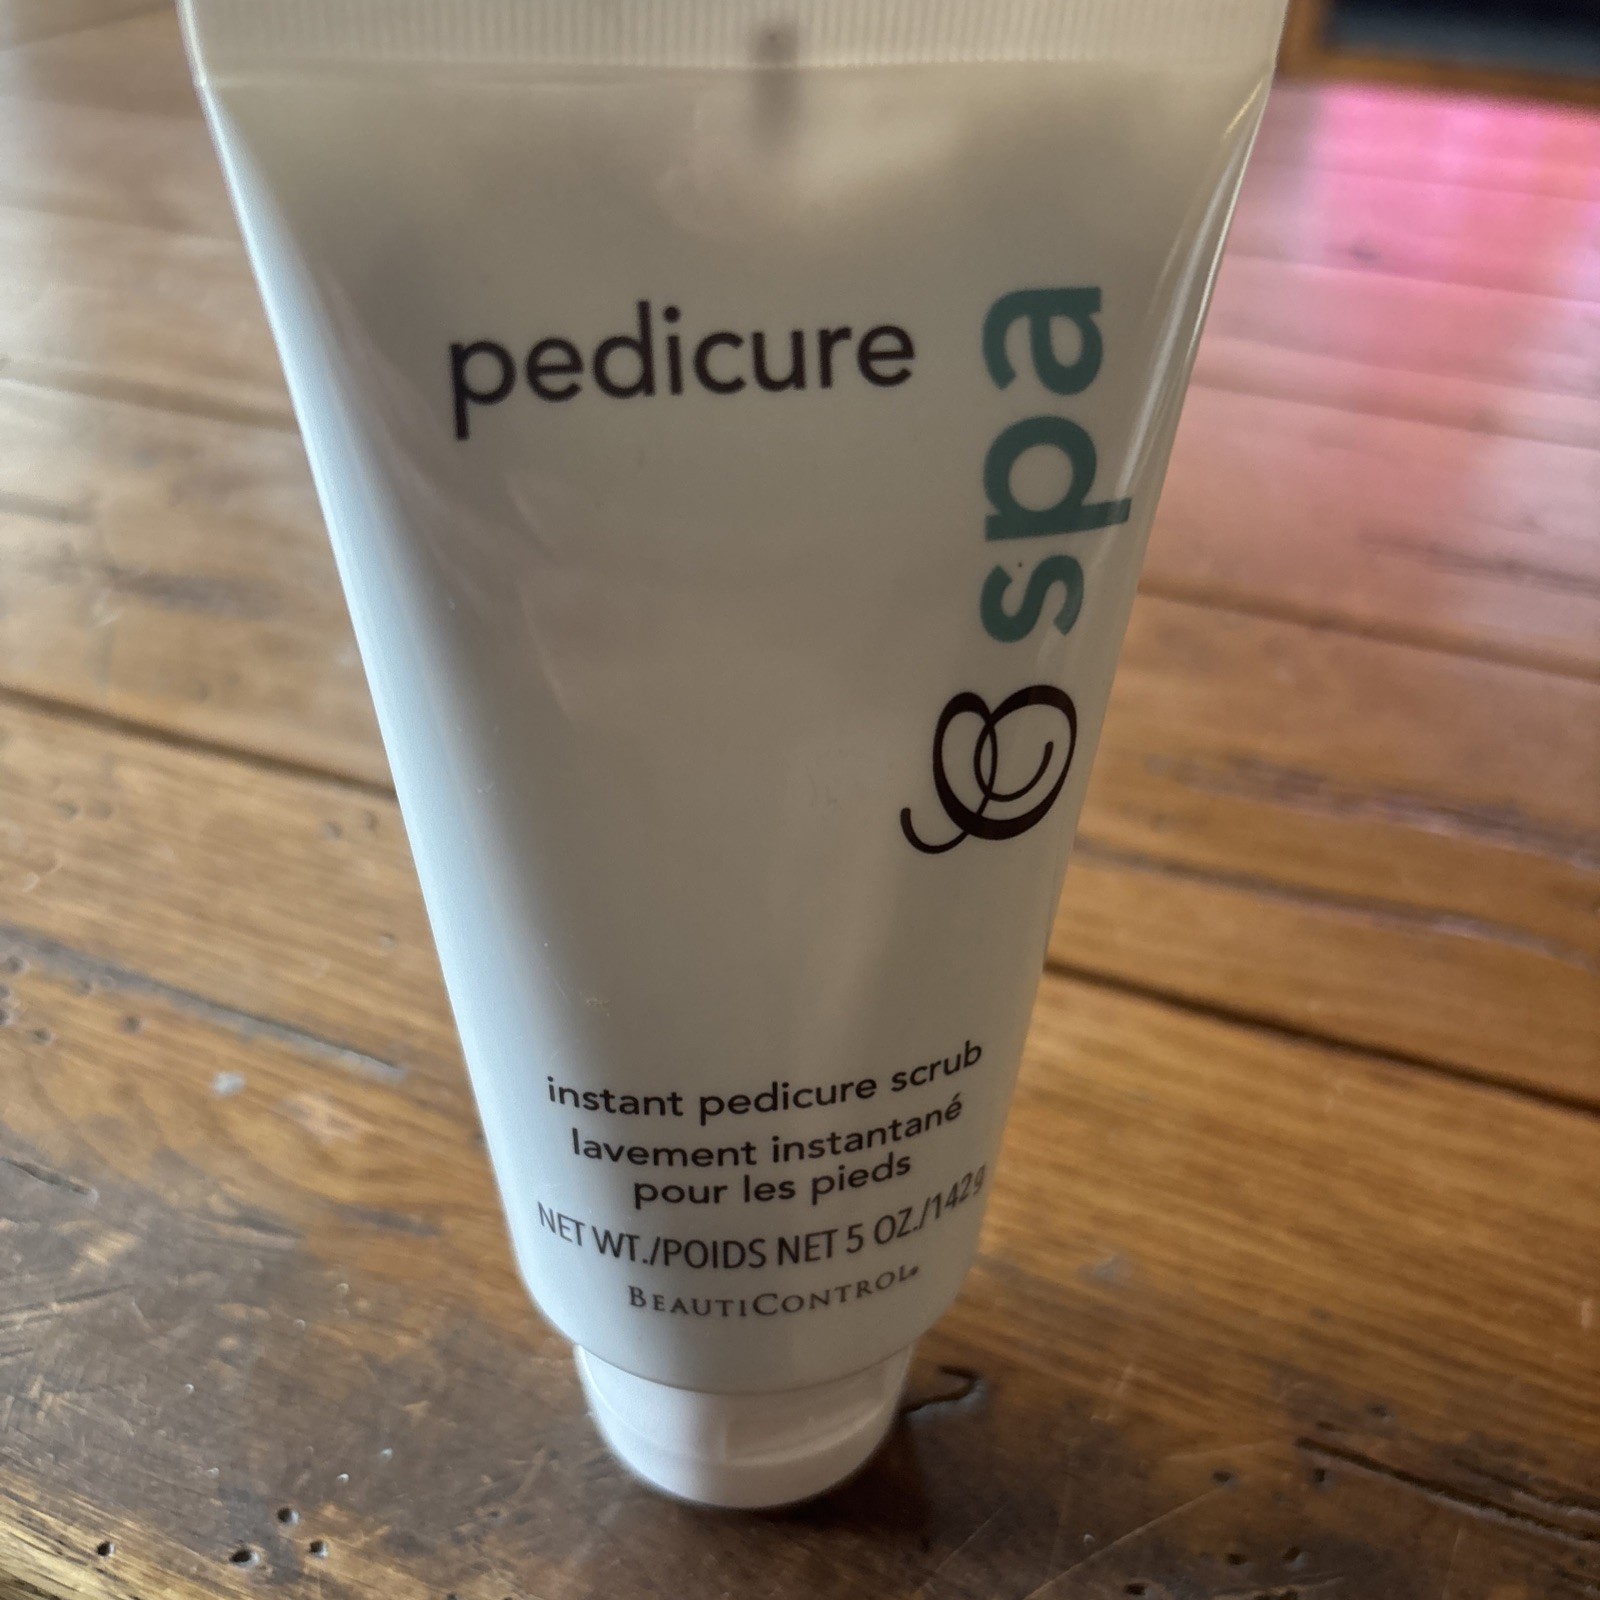 pedicure
spa
instant pedicure scrub
lavement instantané
pour les pieds
NET WT./POIDS NET 5 OZ./142g
BEAUTICONTROL®